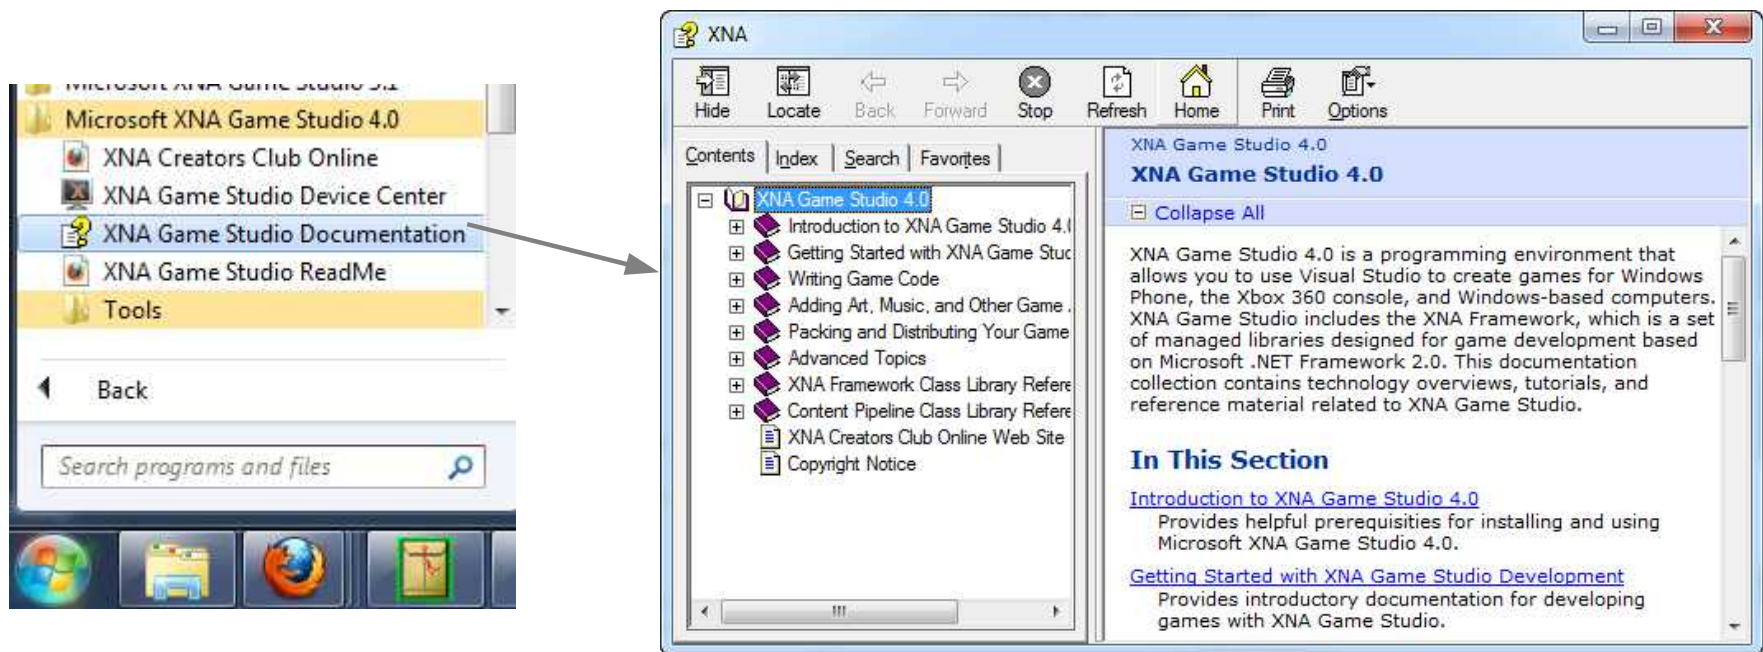 Microsoft XNA Game Studio 3.1
Microsoft XNA Game Studio 4.0
XNA Creators Club Online
XNA Game Studio Device Center
XNA Game Studio Documentation
XNA Game Studio ReadMe
Tools
Back
Search programs and files
XNA
Hide Locate Back Forward Stop Refresh Home Print Options
Contents Index Search Favorites
XNA Game Studio 4.0
Introduction to XNA Game Studio 4.0
Getting Started with XNA Game Stud
Writing Game Code
Adding Art, Music, and Other Game
Packing and Distributing Your Game
Advanced Topics
XNA Framework Class Library Refere
Content Pipeline Class Library Refere
XNA Creators Club Online Web Site
Copyright Notice
XNA Game Studio 4.0
XNA Game Studio 4.0
Collapse All
XNA Game Studio 4.0 is a programming environment that
allows you to use Visual Studio to create games for Windows
Phone, the Xbox 360 console, and Windows-based computers.
XNA Game Studio includes the XNA Framework, which is a set
of managed libraries designed for game development based
on Microsoft .NET Framework 2.0. This documentation
collection contains technology overviews, tutorials, and
reference material related to XNA Game Studio.
In This Section
Introduction to XNA Game Studio 4.0
Provides helpful prerequisities for installing and using
Microsoft XNA Game Studio 4.0.
Getting Started with XNA Game Studio Development
Provides introductory documentation for developing
games with XNA Game Studio.